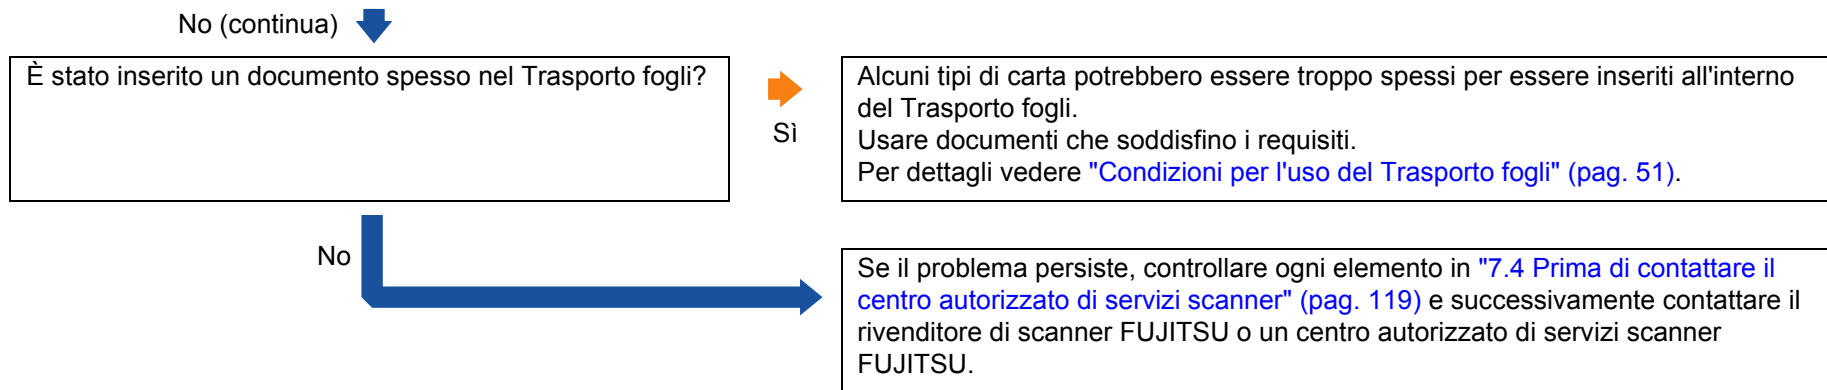 No (continua)
È stato inserito un documento spesso nel Trasporto fogli?
Sì
Alcuni tipi di carta potrebbero essere troppo spessi per essere inseriti all'interno
del Trasporto fogli.
Usare documenti che soddisfino i requisiti.
Per dettagli vedere "Condizioni per l'uso del Trasporto fogli" (pag. 51).
No
Se il problema persiste, controllare ogni elemento in "7.4 Prima di contattare il
centro autorizzato di servizi scanner" (pag. 119) e successivamente contattare il
rivenditore di scanner FUJITSU o un centro autorizzato di servizi scanner
FUJITSU.